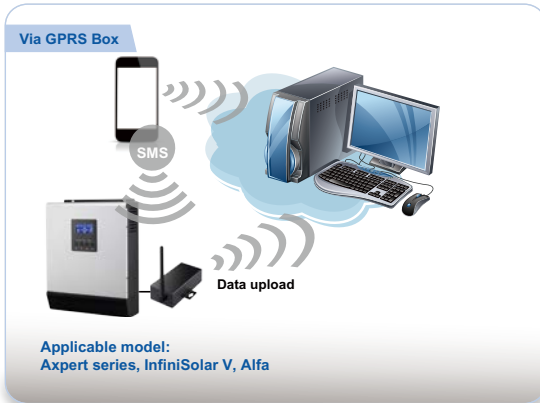 Via GPRS Box
SMS
Data upload
Applicable model:
Axpert series, InfiniSolar V, Alfa